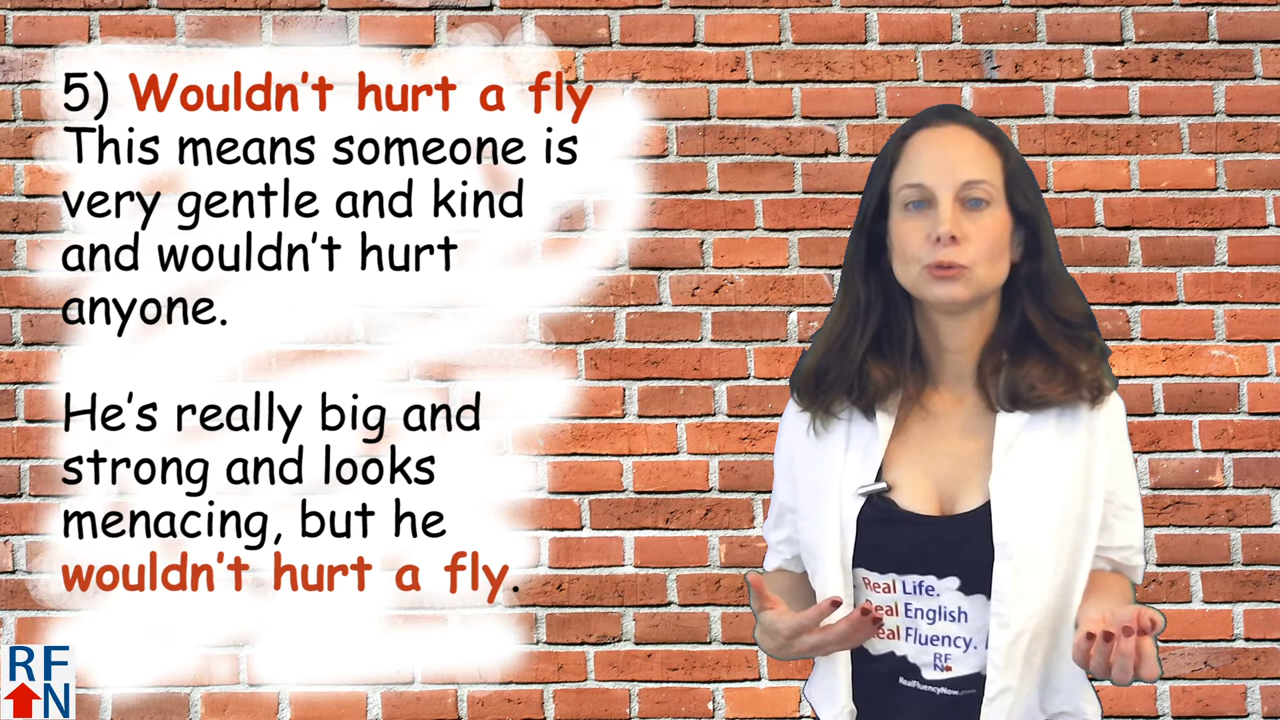 5) Wouldn't hurt a fly
This means someone is
very gentle and kind
and wouldn't hurt
anyone.
He's really big and
strong and looks
menacing, but he
wouldn't hurt a fly.
Real Life.
Real English
Real Fluency.
RF
N
RealFluencyNow.com
RF
N